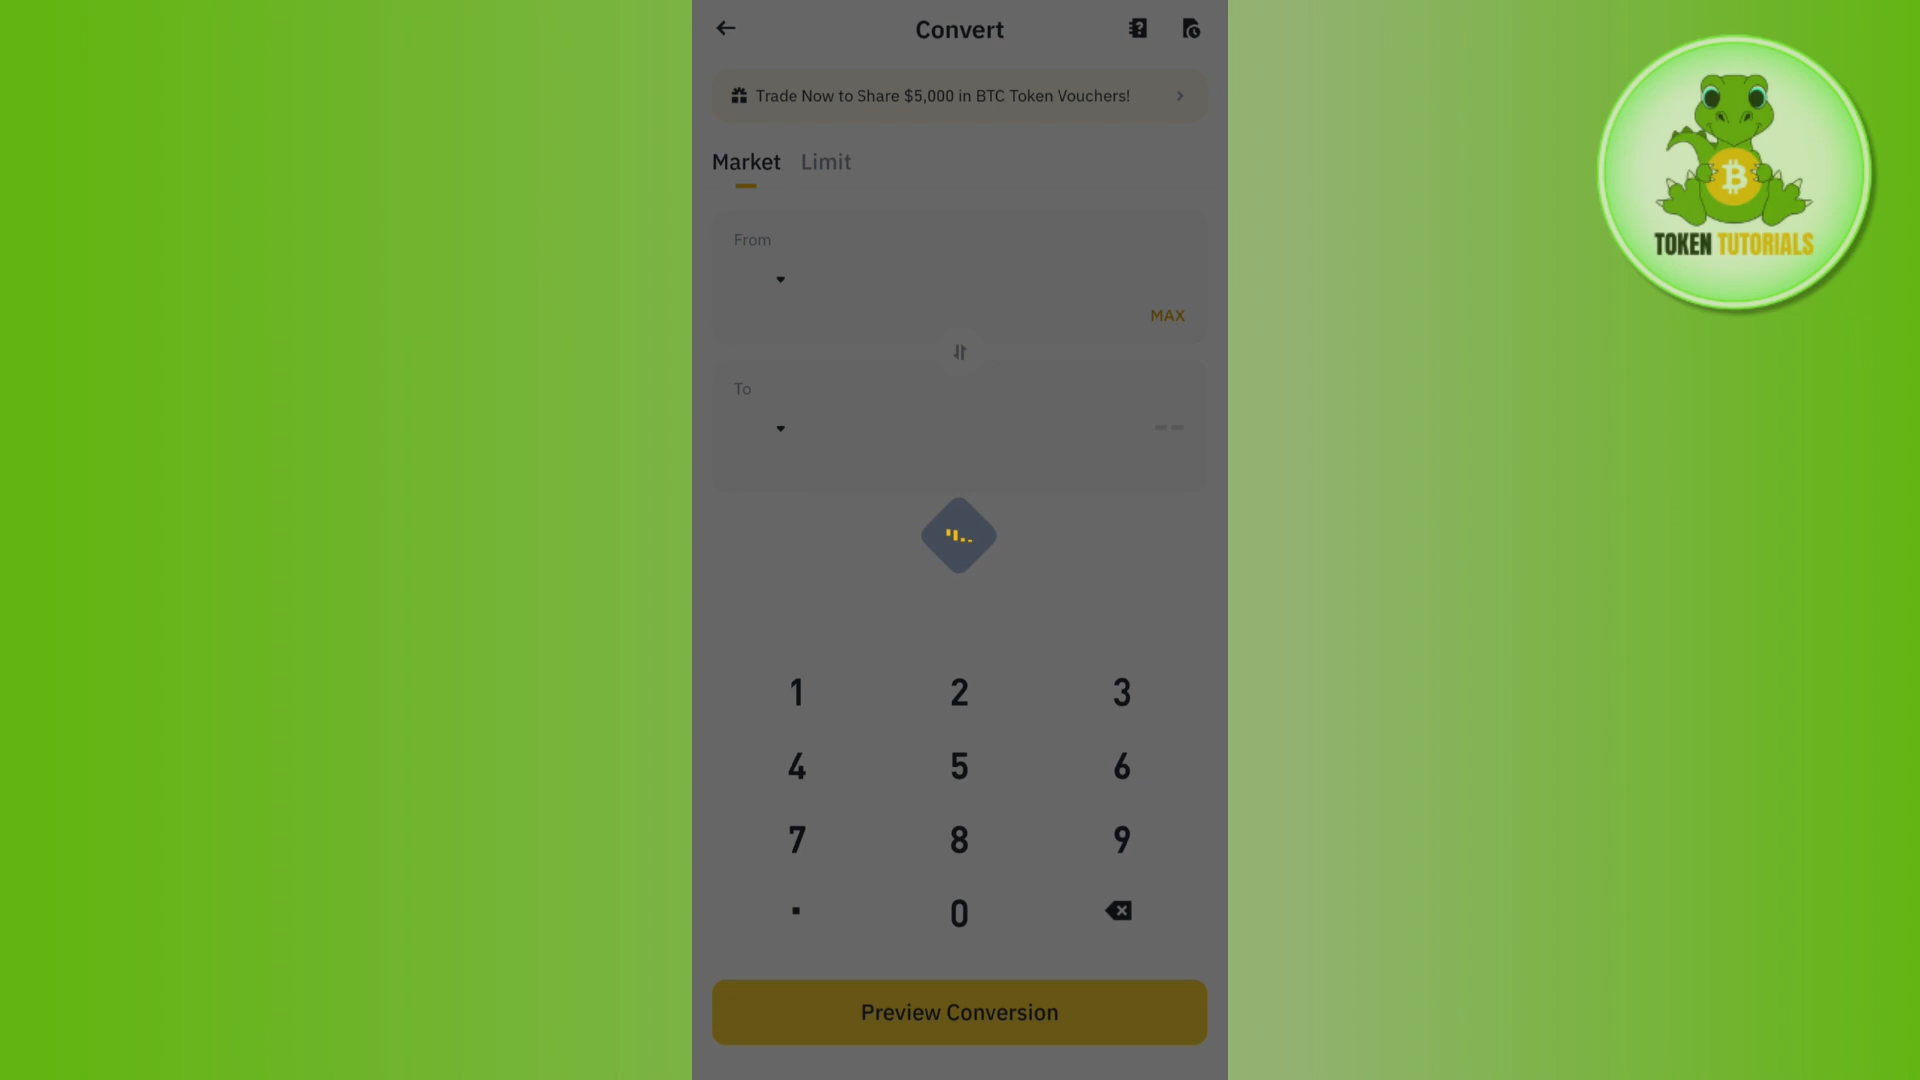 Convert
Trade Now to Share $5,000 in BTC Token Vouchers!
Market Limit
From
MAX
To
--
1 2 3
4 5 6
7 8 9
. 0
Preview Conversion
TOKEN TUTORIALS